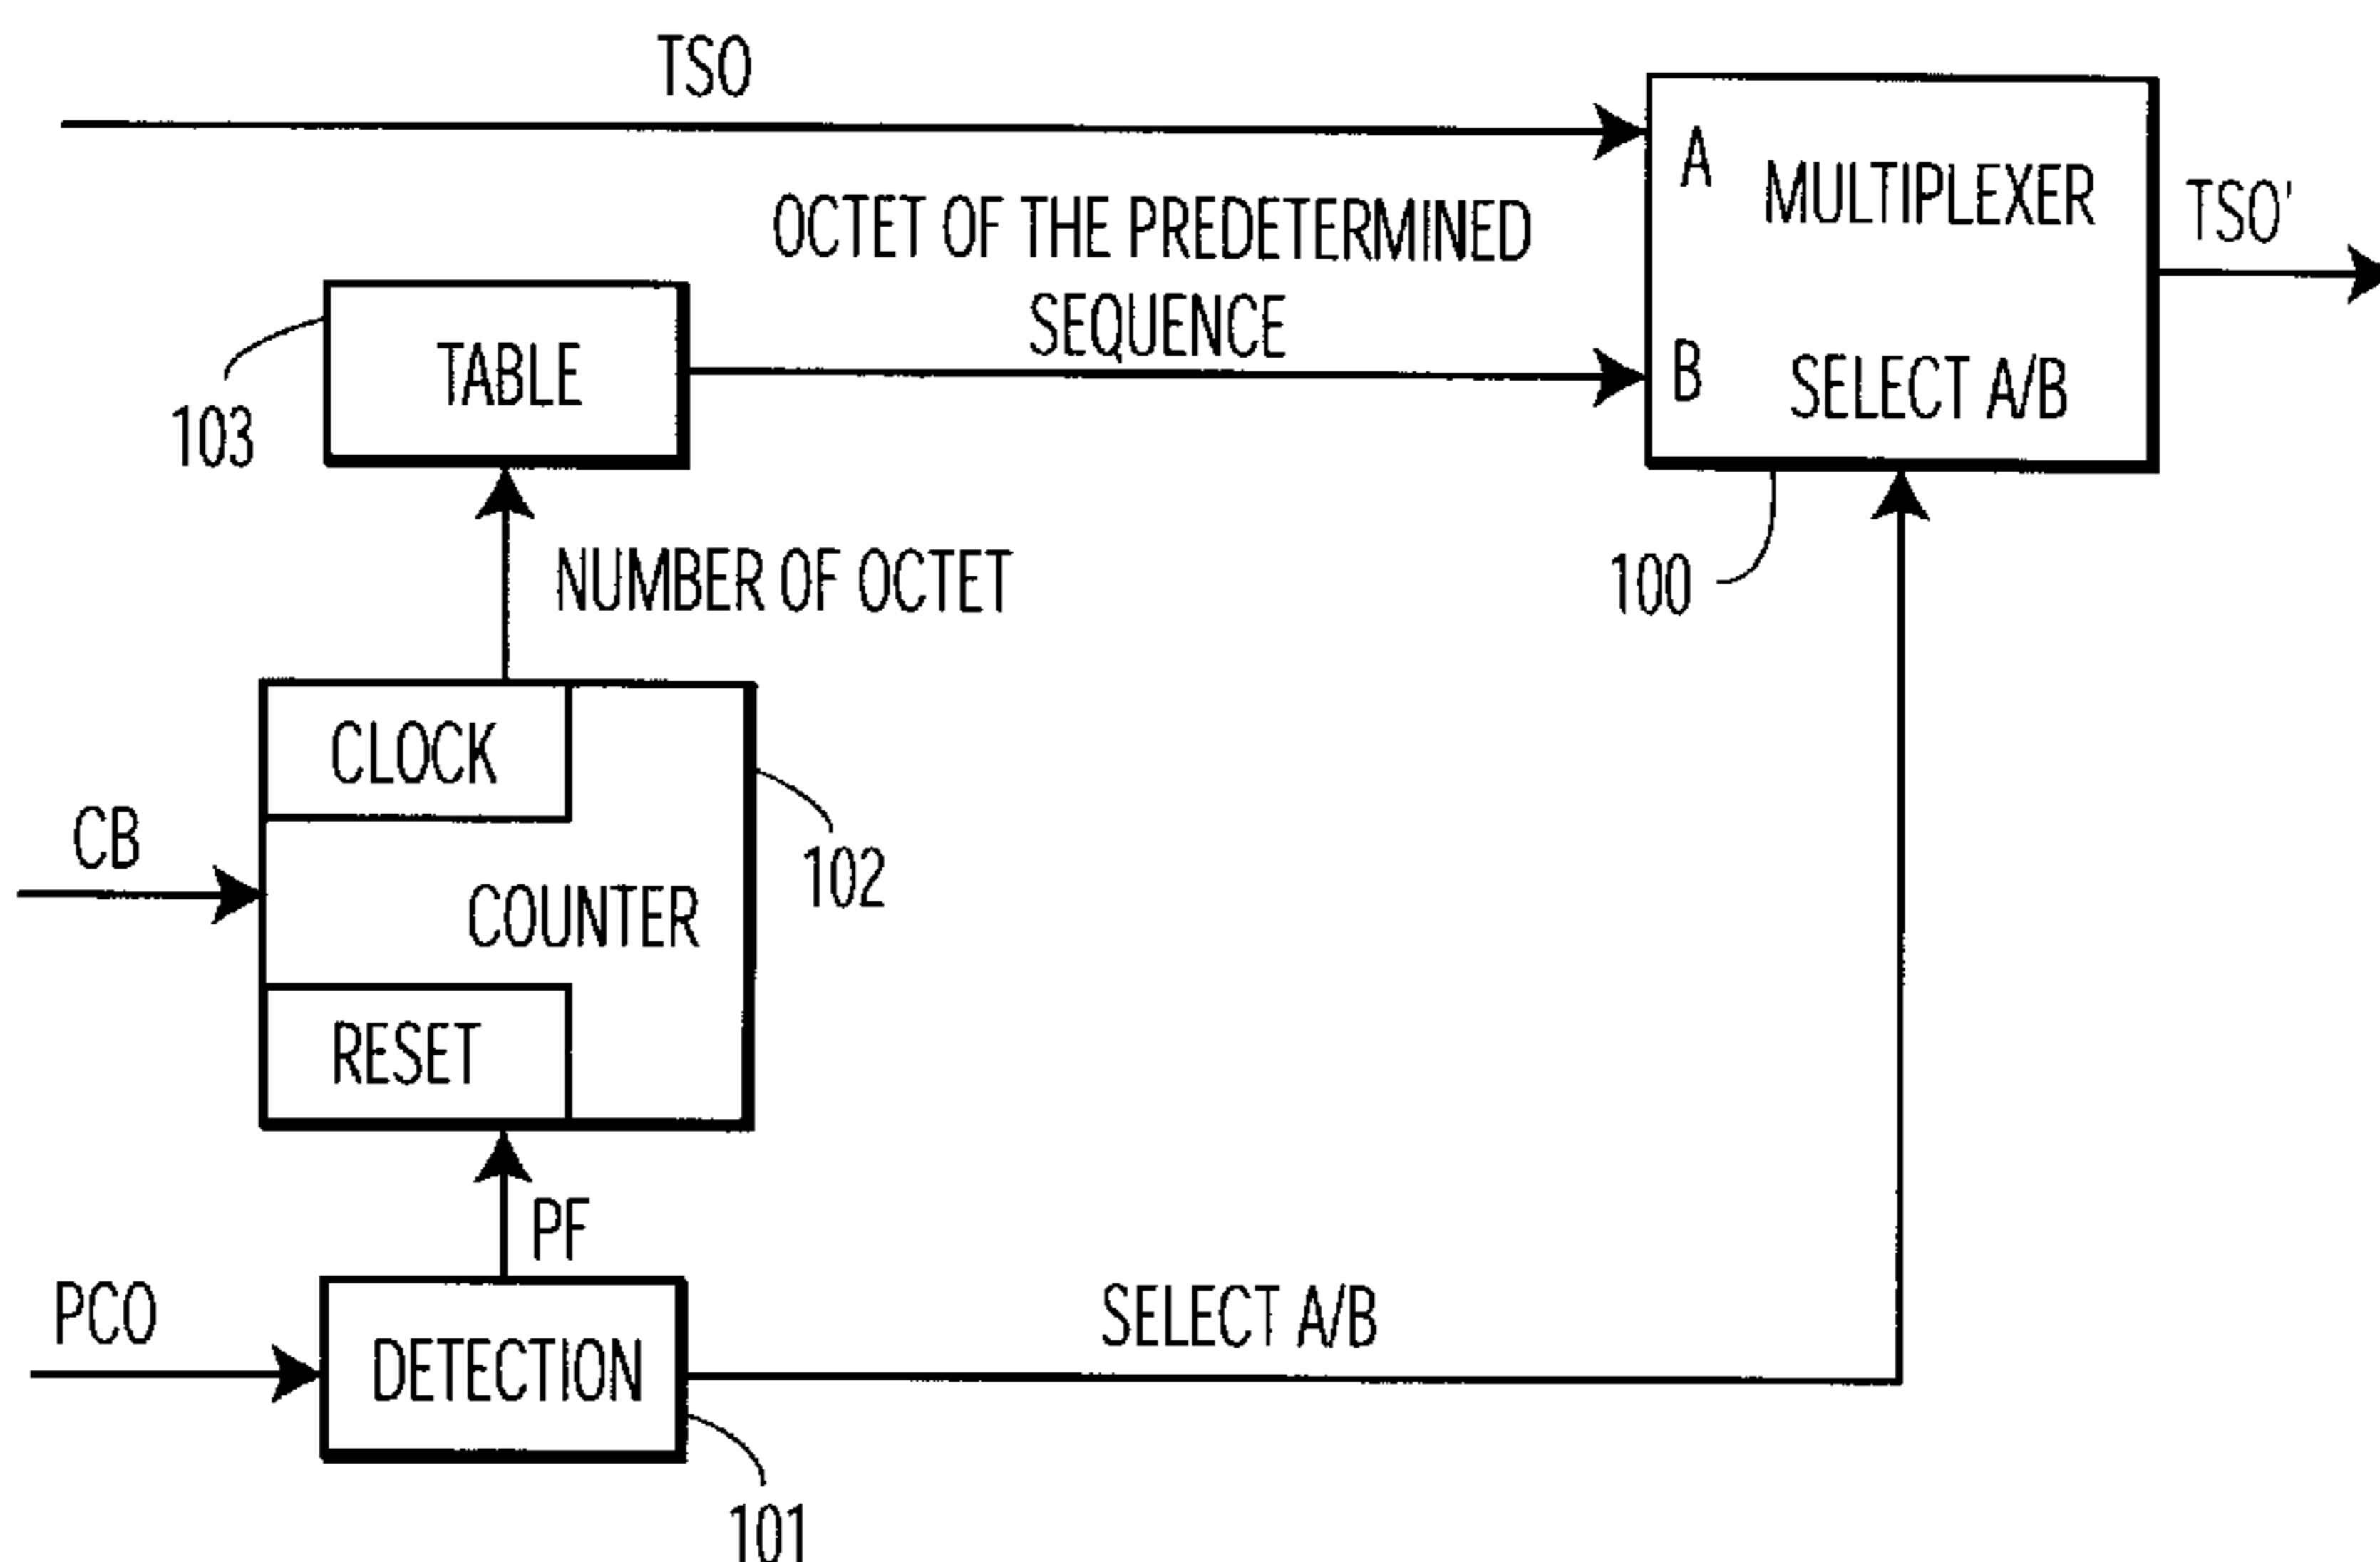 TSO
A
MULTIPLEXER
TSO'
OCTET OF THE PREDETERMINED
SEQUENCE
TABLE
B
SELECT A/B
103
NUMBER OF OCTET
100
CLOCK
CB
COUNTER
102
RESET
PF
PCO
DETECTION
SELECT A/B
101